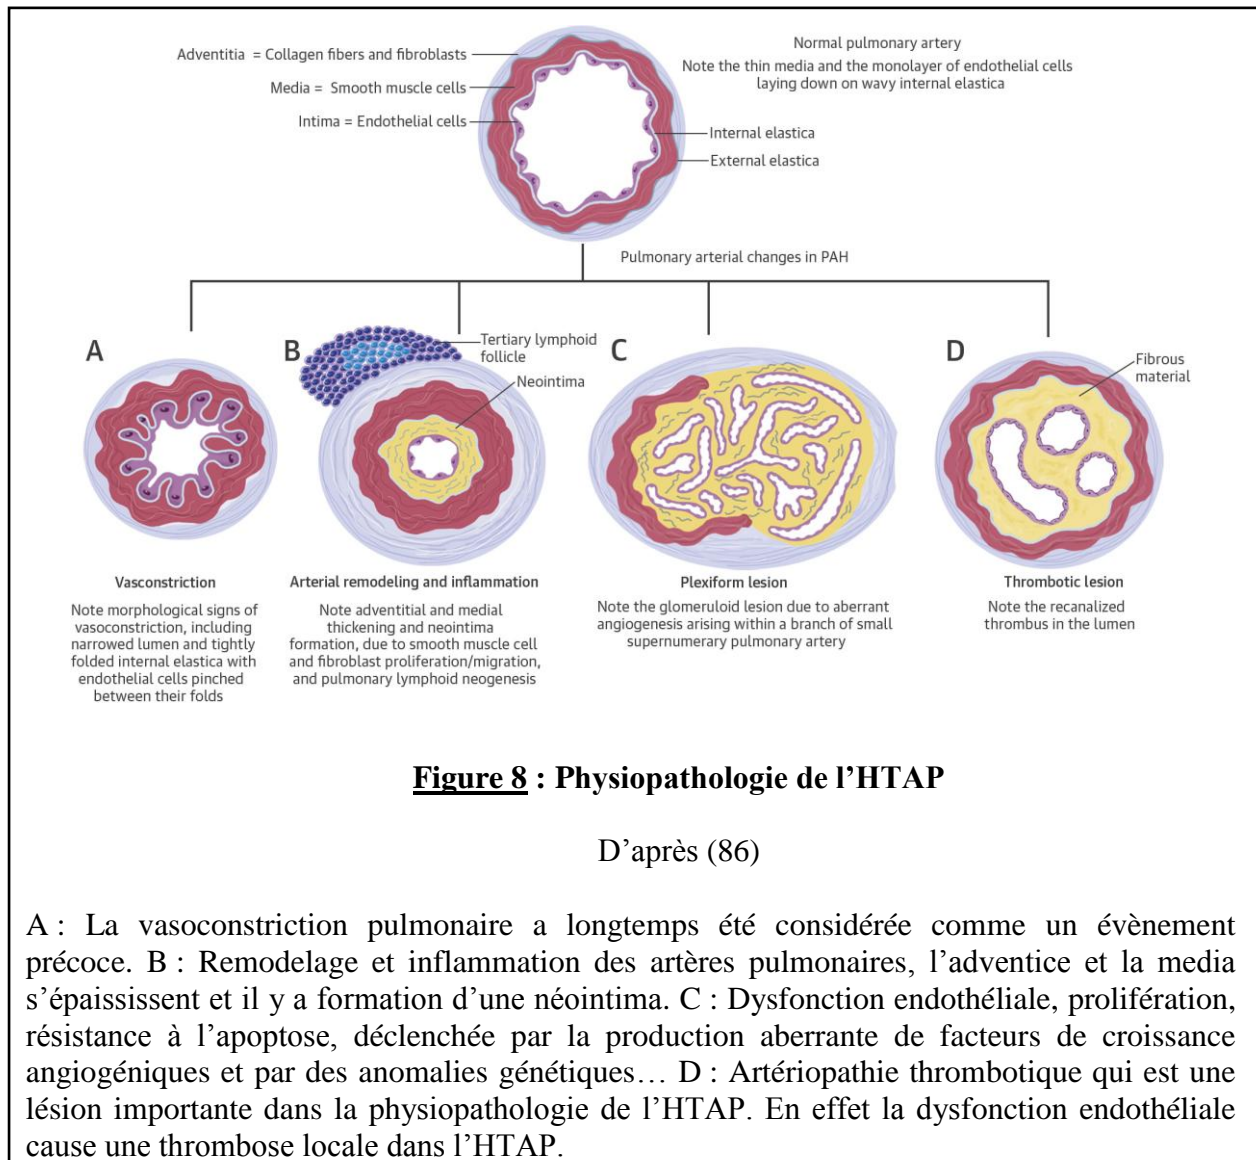 Adventitia = Collagen fibers and fibroblasts
Media = Smooth muscle cells
Intima = Endothelial cells
Normal pulmonary artery
Note the thin media and the monolayer of endothelial cells
laying down on wavy internal elastica
Internal elastica
External elastica
Pulmonary arterial changes in PAH
A
B
Tertiary lymphoid
follicle
Neointima
C
D
Fibrous
material
Vasconstriction
Note morphological signs of
vasoconstriction, including
narrowed lumen and tightly
folded internal elastica with
endothelial cells pinched
between their folds
Arterial remodeling and inflammation
Note adventitial and medial
thickening and neointima
formation, due to smooth muscle cell
and fibroblast proliferation/migration,
and pulmonary lymphoid neogenesis
Plexiform lesion
Note the glomeruloid lesion due to aberrant
angiogenesis arising within a branch of small
supernumerary pulmonary artery
Thrombotic lesion
Note the recanalized
thrombus in the lumen
Figure 8 : Physiopathologie de l’HTAP
D’après (86)
A : La vasoconstriction pulmonaire a longtemps été considérée comme un évènement
précoce. B : Remodelage et inflammation des artères pulmonaires, l’adventice et la media
s’épaississent et il y a formation d’une néointima. C : Dysfonction endothéliale, prolifération,
résistance à l’apoptose, déclenchée par la production aberrante de facteurs de croissance
angiogéniques et par des anomalies génétiques… D : Artériopathie thrombotique qui est une
lésion importante dans la physiopathologie de l’HTAP. En effet la dysfonction endothéliale
cause une thrombose locale dans l’HTAP.